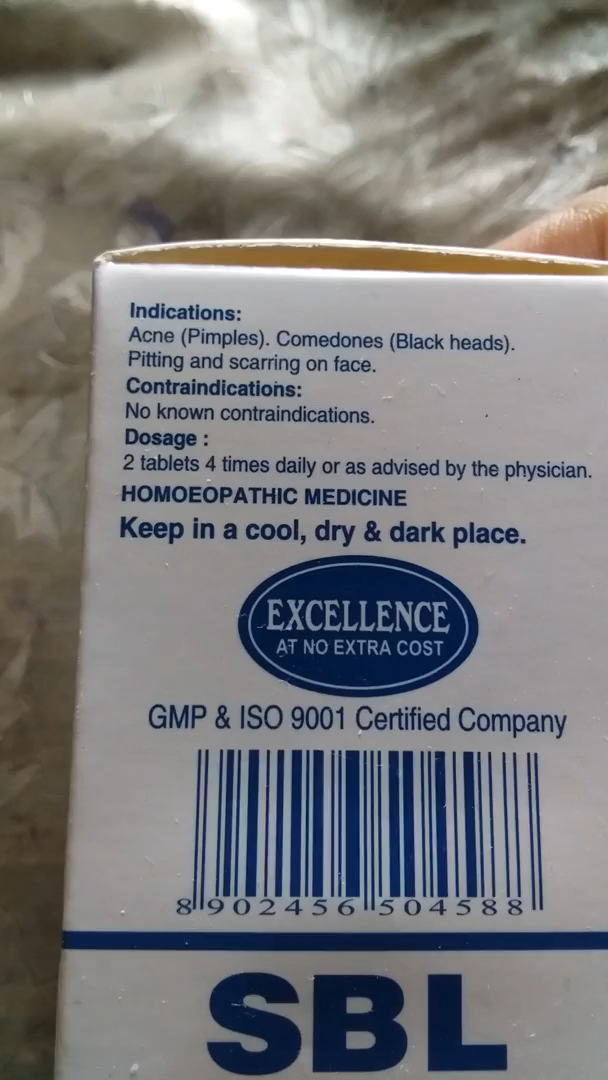 Indications:
Acne (Pimples). Comedones (Black heads).
Pitting and scarring on face.
Contraindications:
No known contraindications.
Dosage :
2 tablets 4 times daily or as advised by the physician.
HOMOEOPATHIC MEDICINE
Keep in a cool, dry & dark place.
EXCELLENCE
AT NO EXTRA COST
GMP & ISO 9001 Certified Company
8 902456 504588
SBL